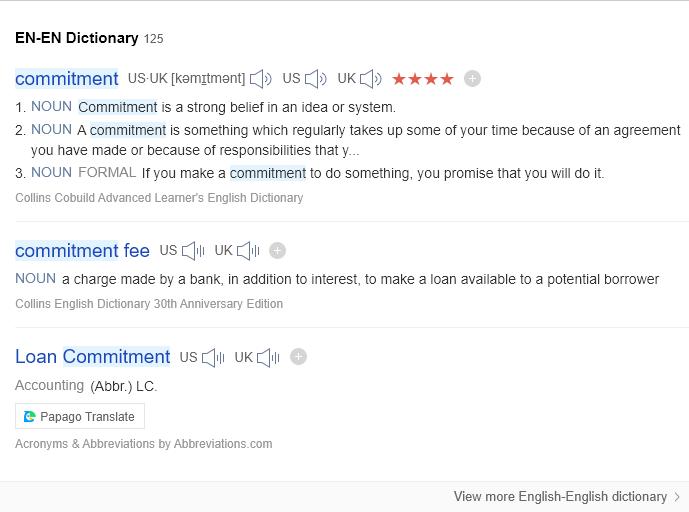 EN-EN Dictionary 125
commitment US·UK [kəmɪtmənt] US UK ★★★★
1. NOUN Commitment is a strong belief in an idea or system.
2. NOUN A commitment is something which regularly takes up some of your time because of an agreement
you have made or because of responsibilities that y...
3. NOUN FORMAL If you make a commitment to do something, you promise that you will do it.
Collins Cobuild Advanced Learner's English Dictionary
commitment fee US UK
NOUN a charge made by a bank, in addition to interest, to make a loan available to a potential borrower
Collins English Dictionary 30th Anniversary Edition
Loan Commitment US UK
Accounting (Abbr.) LC.
Papago Translate
Acronyms & Abbreviations by Abbreviations.com
View more English-English dictionary >